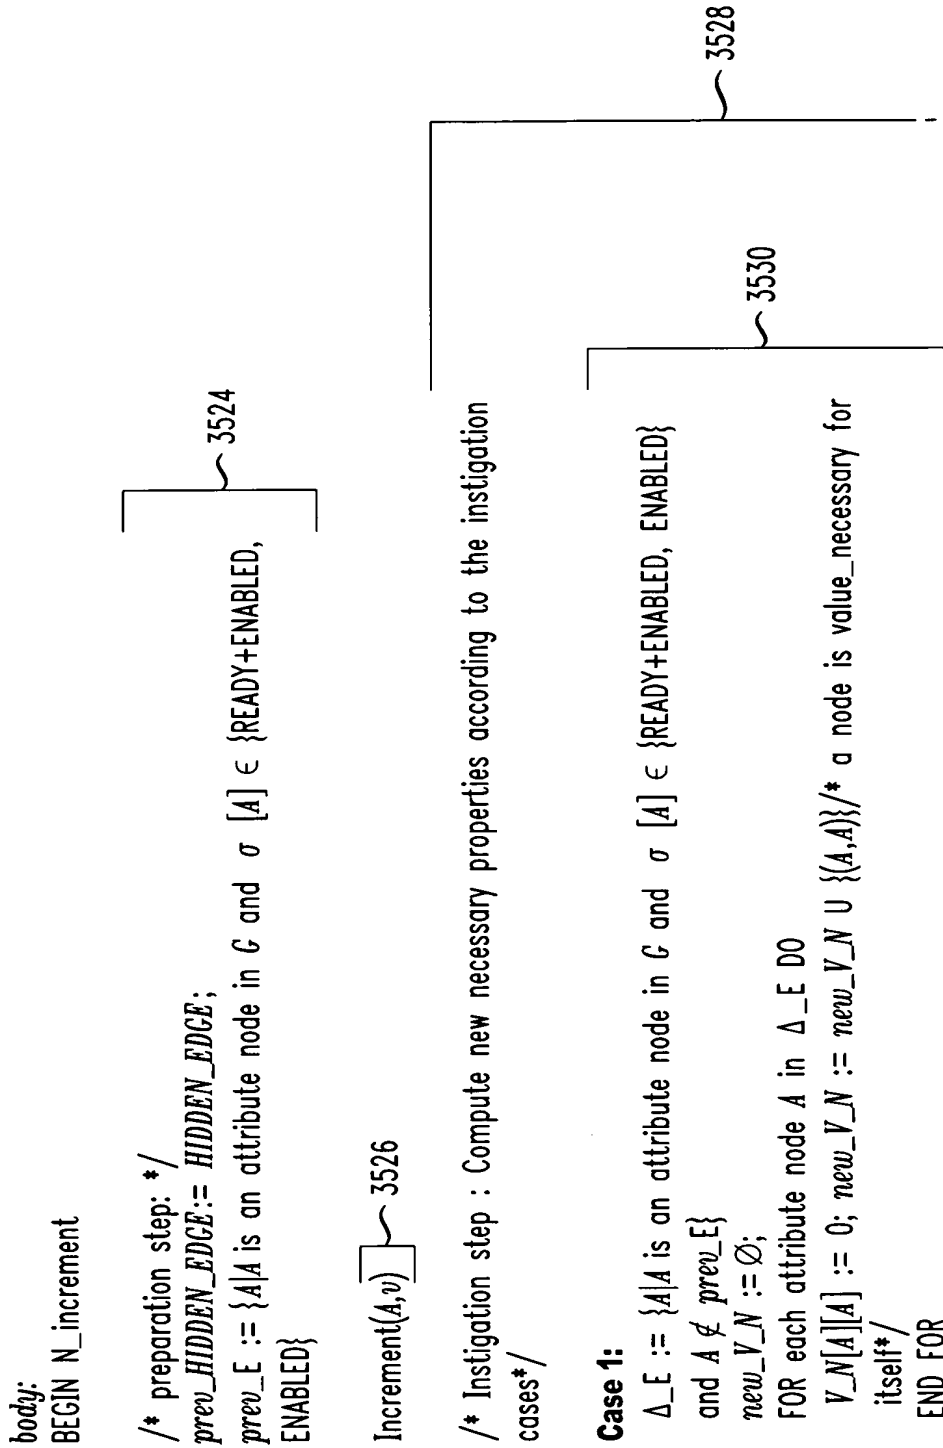 body:
BEGIN N_increment
/* preparation step: */
prev_HIDDEN_EDGE:= HIDDEN_EDGE;
prev_E := {A|A is an attribute node in G and σ [A] ∈ {READY+ENABLED,
ENABLED}
3524
Increment(A,v)
3526
/* Instigation step : Compute new necessary properties according to the instigation
cases*/
3528
Case 1:
Δ_E := {A|A is an attribute node in G and σ [A] ∈ {READY+ENABLED, ENABLED}
and A ∉ prev_E}
new_V_N := ∅;
FOR each attribute node A in Δ_E DO
V_N[A][A] := 0; new_V_N := new_V_N ∪ {(A,A)}/* a node is value_necessary for
itself*/
END FOR
3530